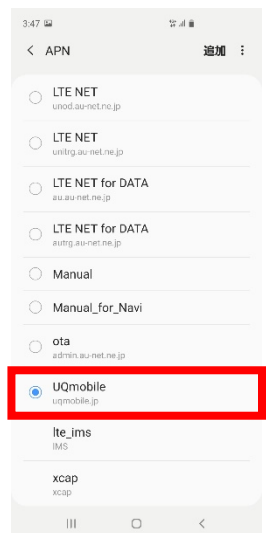 3:47
APN
追加
LTE NET
unod.au-net.ne.jp
LTE NET
unitrg.au-net.ne.jp
LTE NET for DATA
au.au-net.ne.jp
LTE NET for DATA
autrg.au-net.ne.jp
Manual
Manual_for_Navi
ota
admin.au-net.ne.jp
UQmobile
uqmobile.jp
lte_ims
IMS
xcap
xcap